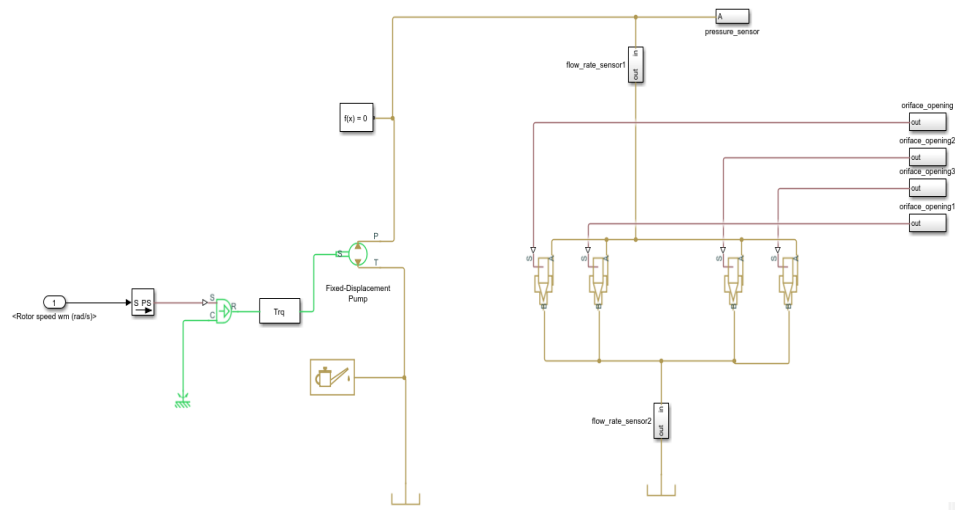 A
pressure_sensor
in
out
flow_rate_sensor1
f(x) = 0
oriface_opening
out
oriface_opening2
out
oriface_opening3
out
oriface_opening1
out
P
S
T
Fixed-Displacement
Pump
S
A
S
A
S
A
S
A
1
<Rotor speed wm (rad/s)>
S PS
S
C
R
Trq
in
out
flow_rate_sensor2